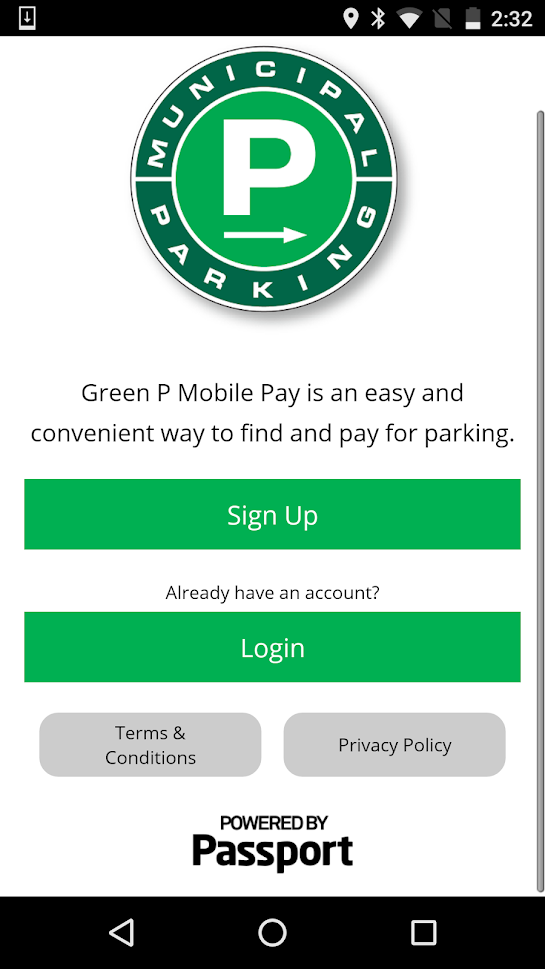 2:32
MUNICIPAL
P
PARKING
Green P Mobile Pay is an easy and
convenient way to find and pay for parking.
Sign Up
Already have an account?
Login
Terms &
Conditions
Privacy Policy
POWERED BY
Passport